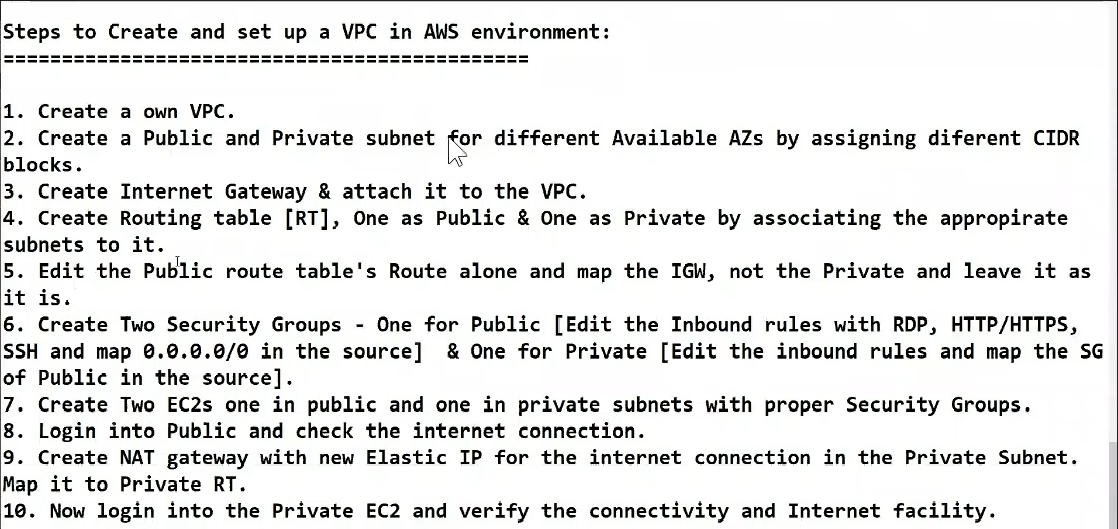 Steps to Create and set up a VPC in AWS environment:
=============================================
1. Create a own VPC.
2. Create a Public and Private subnet for different Available AZs by assigning diferent CIDR
blocks.
3. Create Internet Gateway & attach it to the VPC.
4. Create Routing table [RT], One as Public & One as Private by associating the appropirate
subnets to it.
5. Edit the Public route table's Route alone and map the IGW, not the Private and leave it as
it is.
6. Create Two Security Groups - One for Public [Edit the Inbound rules with RDP, HTTP/HTTPS,
SSH and map 0.0.0.0/0 in the source]  & One for Private [Edit the inbound rules and map the SG
of Public in the source].
7. Create Two EC2s one in public and one in private subnets with proper Security Groups.
8. Login into Public and check the internet connection.
9. Create NAT gateway with new Elastic IP for the internet connection in the Private Subnet.
Map it to Private RT.
10. Now login into the Private EC2 and verify the connectivity and Internet facility.